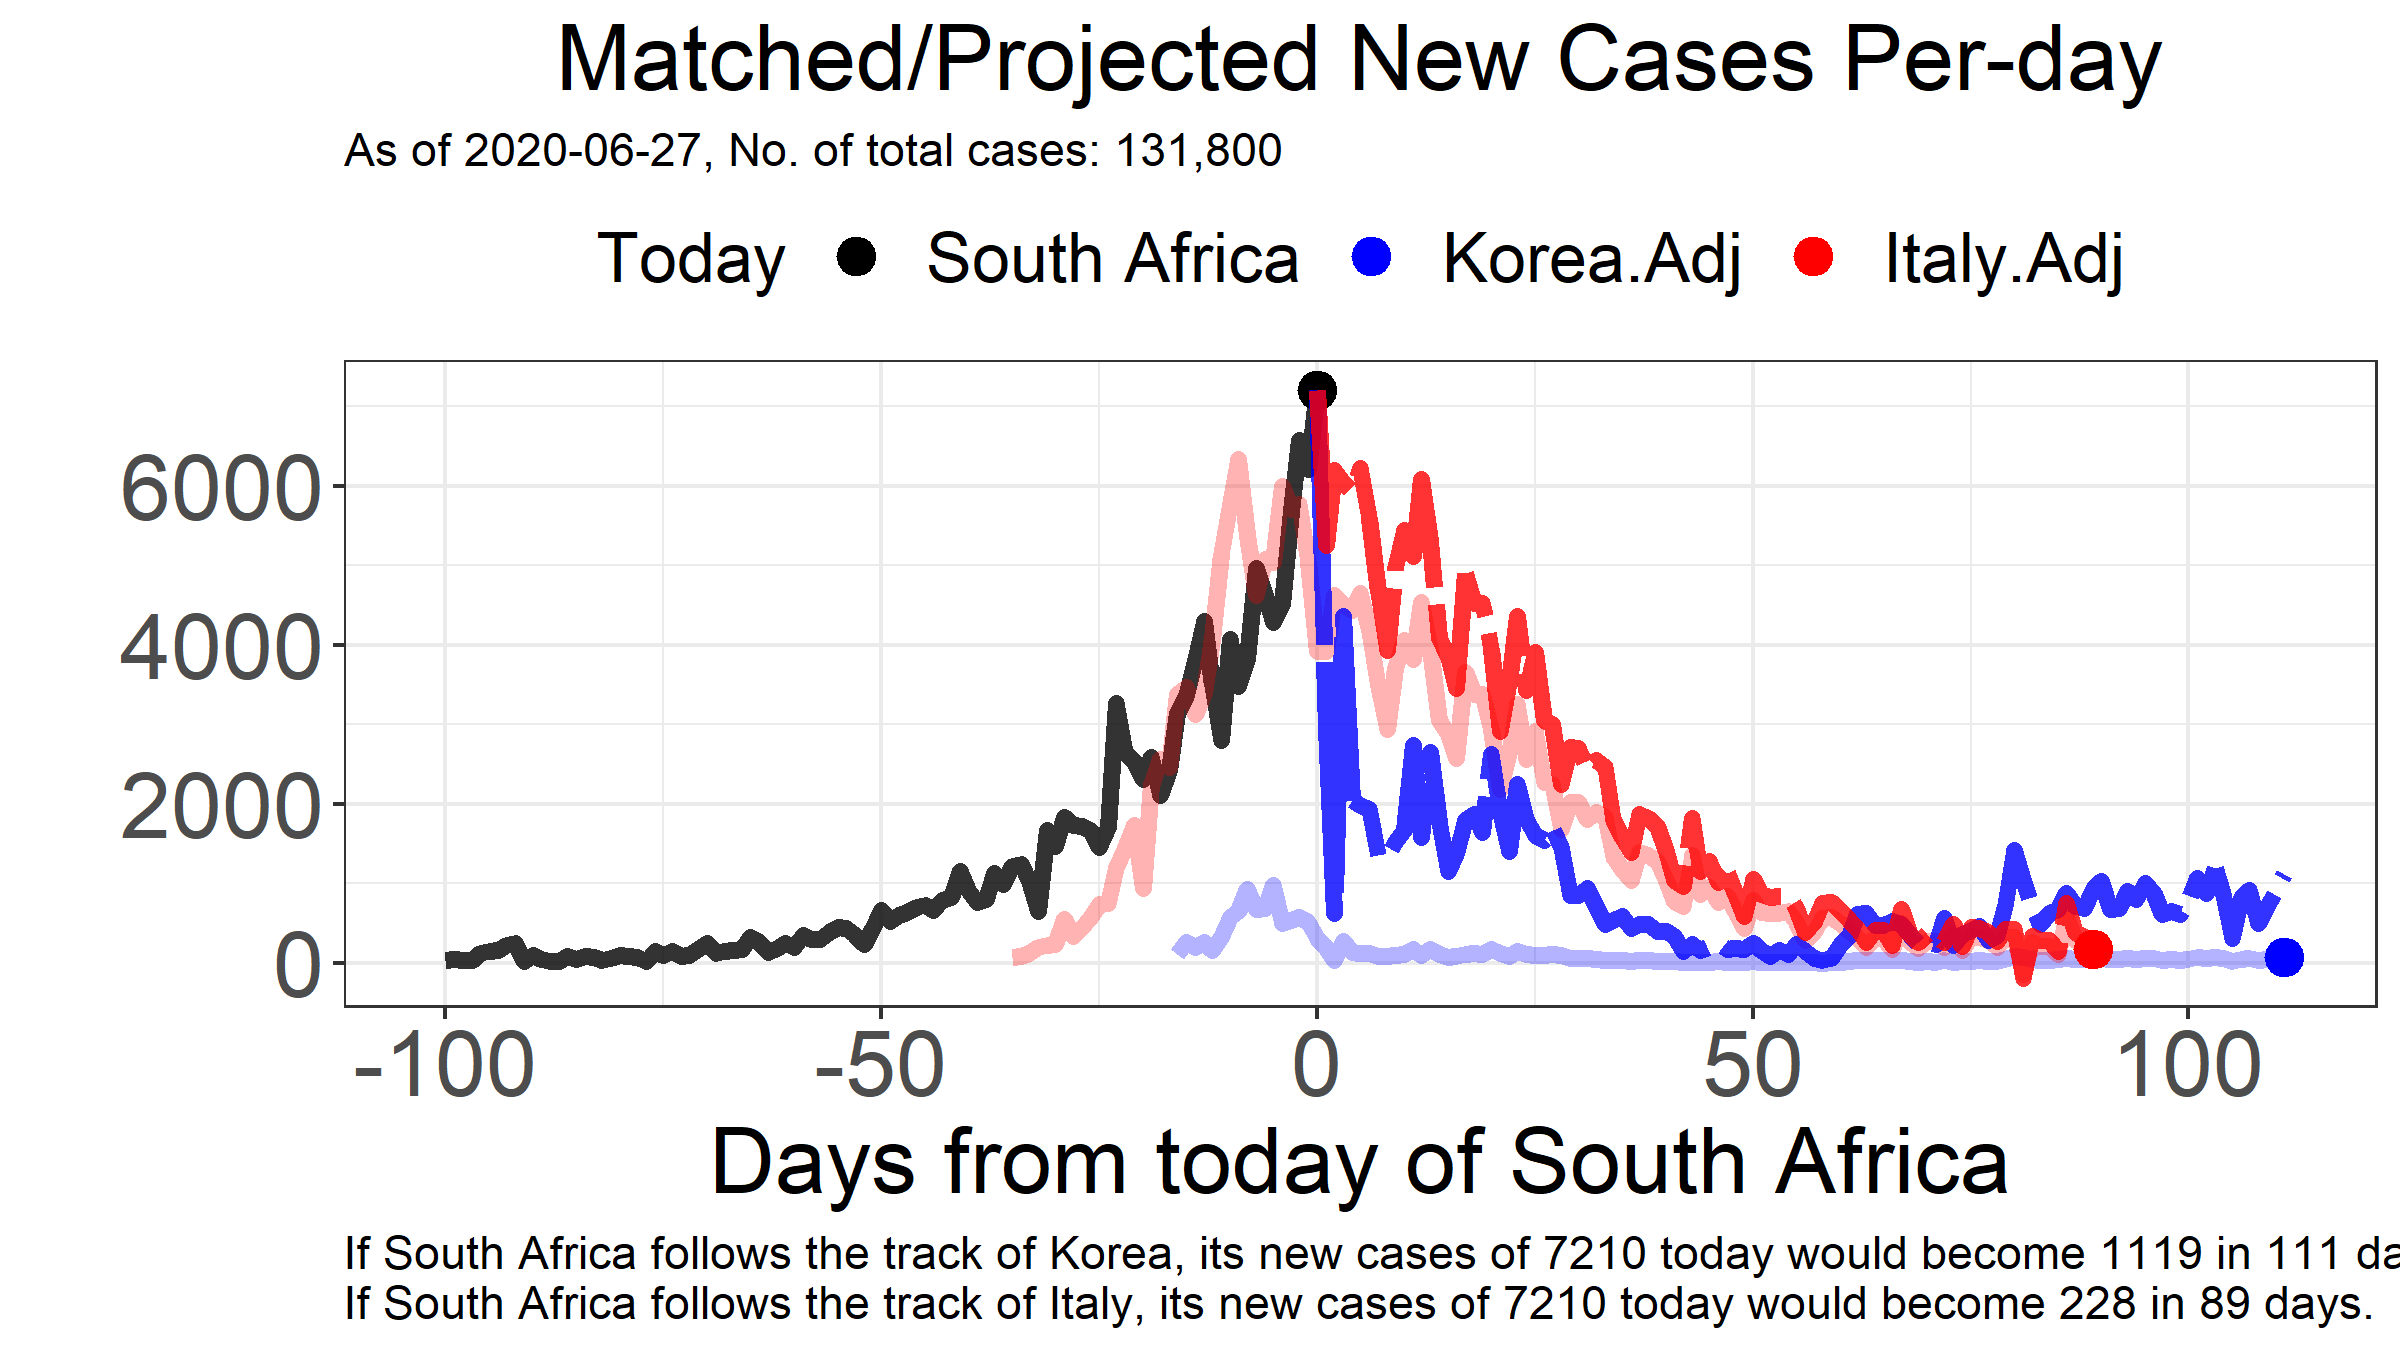 Matched/Projected New Cases Per-day
As of 2020-06-27, No. of total cases: 131,800
Today South Africa Korea.Adj Italy.Adj
6000
4000
2000
0
-100 -50 0 50 100
Days from today of South Africa
If South Africa follows the track of Korea, its new cases of 7210 today would become 1119 in 111 da
If South Africa follows the track of Italy, its new cases of 7210 today would become 228 in 89 days.